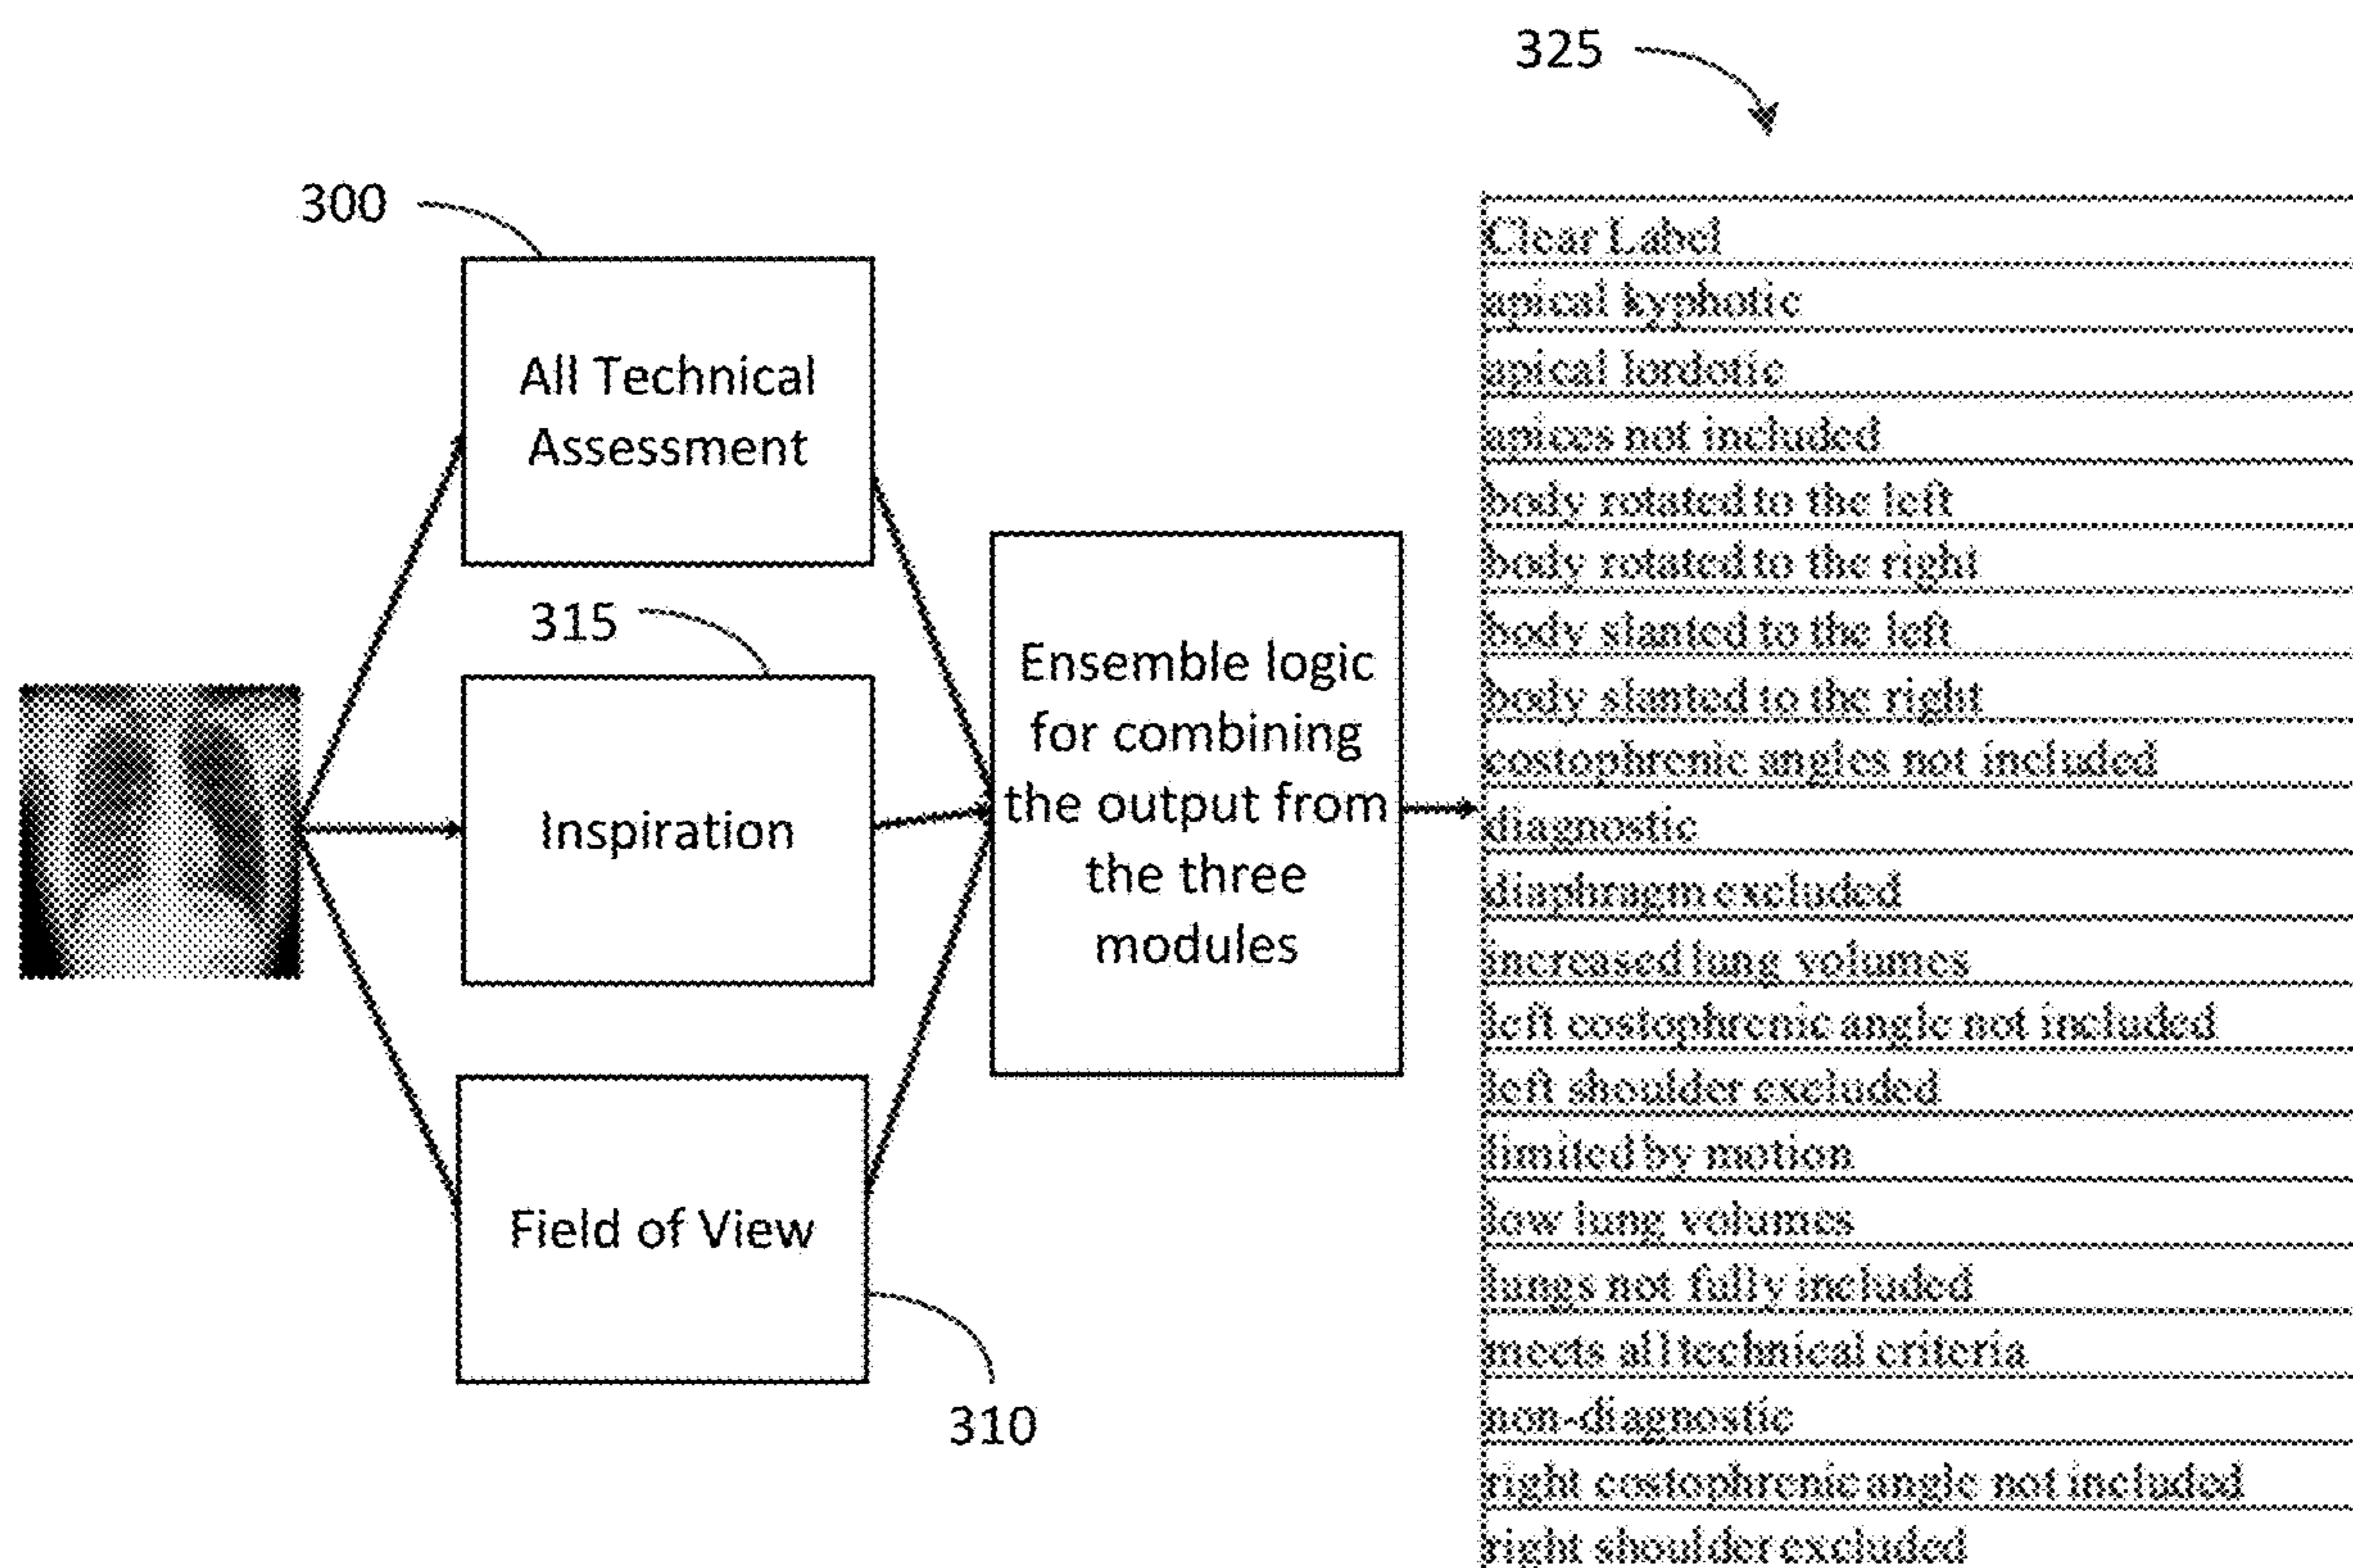 325
300
All Technical
Assessment
315
Inspiration
Field of View
310
Ensemble logic
for combining
the output from
the three
modules
Clear Label
apical kyphotic
apical lordotic
apices not included
body rotated to the left
body rotated to the right
body slanted to the left
body slanted to the right
costophrenic angles not included
diagnostic
diaphragm excluded
increased lung volumes
left costophrenic angle not included
left shoulder excluded
limited by motion
low lung volumes
lungs not fully included
meets all technical criteria
non-diagnostic
right costophrenic angle not included
right shoulder excluded